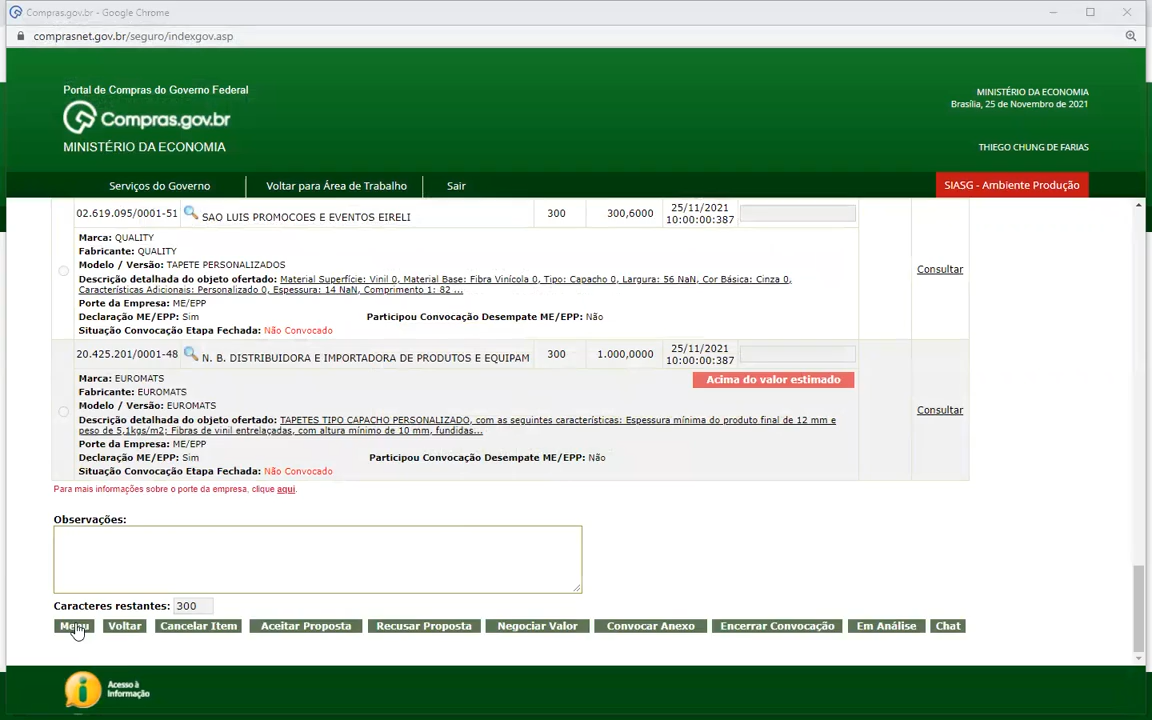 Compras.gov.br - Google Chrome
comprasnet.gov.br/seguro/indexgov.asp
Portal de Compras do Governo Federal
Compras.gov.br
MINISTÉRIO DA ECONOMIA
MINISTÉRIO DA ECONOMIA
Brasília, 25 de Novembro de 2021
THIEGO CHUNG DE FARIAS
Serviços do Governo Voltar para Área de Trabalho Sair SIASG - Ambiente Produção
02.619.095/0001-51 SAO LUIS PROMOCOES E EVENTOS EIRELI 300 300,6000 25/11/2021 10:00:00:387
Marca: QUALITY
Fabricante: QUALITY
Modelo / Versão: TAPETE PERSONALIZADOS
Descrição detalhada do objeto ofertado: Material Superfície: Vinil 0, Material Base: Fibra Vinícola 0, Tipo: Capacho 0, Largura: 56 NaN, Cor Básica: Cinza 0,
Características Adicionais: Personalizado 0, Espessura: 14 NaN, Comprimento 1: 82 ...
Consultar
Porte da Empresa: ME/EPP
Declaração ME/EPP: Sim Participou Convocação Desempate ME/EPP: Não
Situação Convocação Etapa Fechada: Não Convocado
20.425.201/0001-48 N. B. DISTRIBUIDORA E IMPORTADORA DE PRODUTOS E EQUIPAM 300 1.000,0000 25/11/2021 10:00:00:387
Marca: EUROMATS Acima do valor estimado
Fabricante: EUROMATS
Modelo / Versão: EUROMATS
Descrição detalhada do objeto ofertado: TAPETES TIPO CAPACHO PERSONALIZADO, com as seguintes características: Espessura mínima do produto final de 12 mm e
peso de 5,1kgs/m2; Fibras de vinil entrelaçadas, com altura mínimo de 10 mm, fundidas...
Consultar
Porte da Empresa: ME/EPP
Declaração ME/EPP: Sim Participou Convocação Desempate ME/EPP: Não
Situação Convocação Etapa Fechada: Não Convocado
Para mais informações sobre o porte da empresa, clique aqui.
Observações:
Caracteres restantes: 300
Menu Voltar Cancelar Item Aceitar Proposta Recusar Proposta Negociar Valor Convocar Anexo Encerrar Convocação Em Análise Chat
Acesso à
Informação